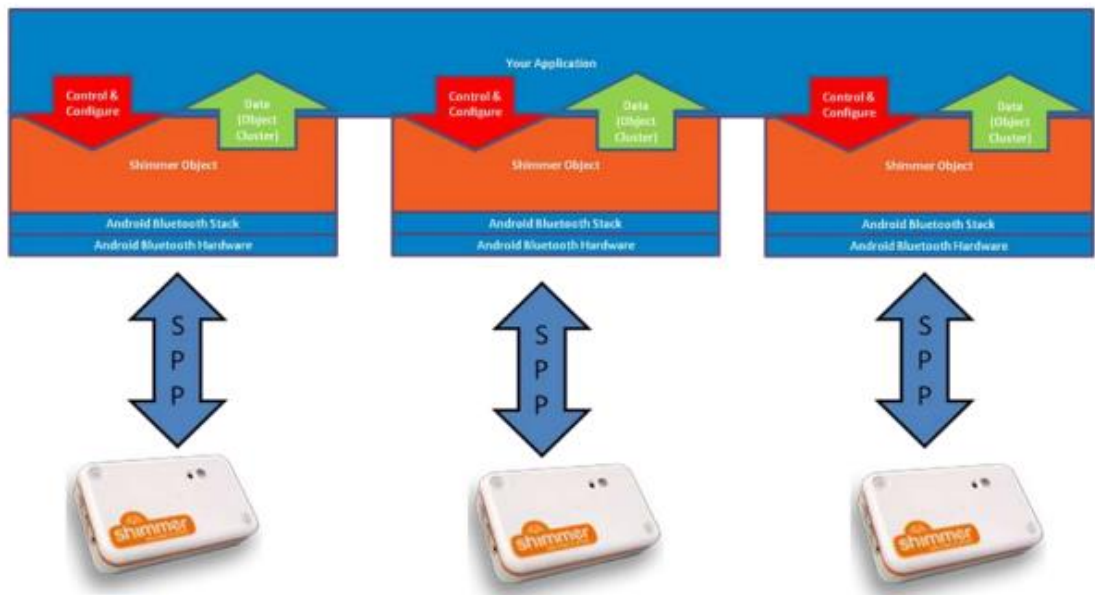 Your Application
Control &
Configure
Data
(Object
Cluster)
Control &
Configure
Data
(Object
Cluster)
Control &
Configure
Data
(Object
Cluster)
Shimmer Object
Shimmer Object
Shimmer Object
Android Bluetooth Stack
Android Bluetooth Stack
Android Bluetooth Stack
Android Bluetooth Hardware
Android Bluetooth Hardware
Android Bluetooth Hardware
S
P
P
S
P
P
S
P
P
shimmer
shimmer
shimmer